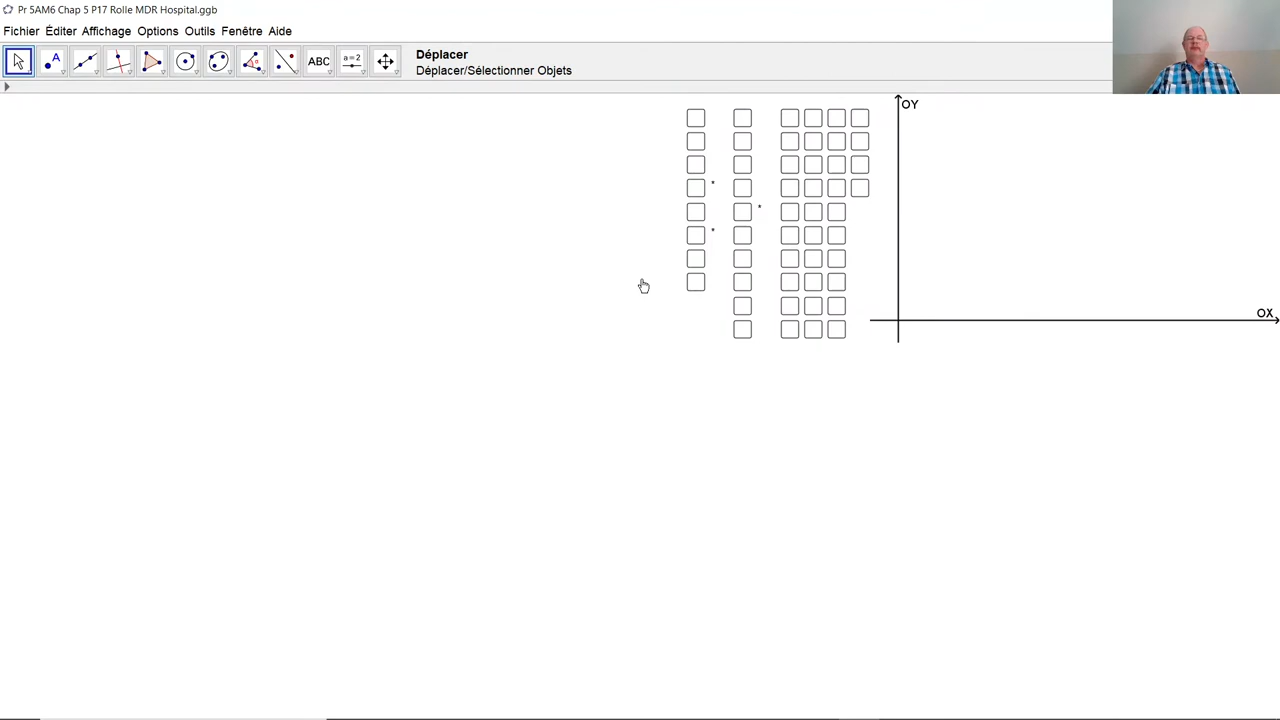 Pr 5AM6 Chap 5 P17 Rolle MDR Hospital.ggb
Fichier Éditer Affichage Options Outils Fenêtre Aide
A
ABC
a=2
Déplacer
Déplacer/Sélectionner Objets
OY
*
*
*
OX